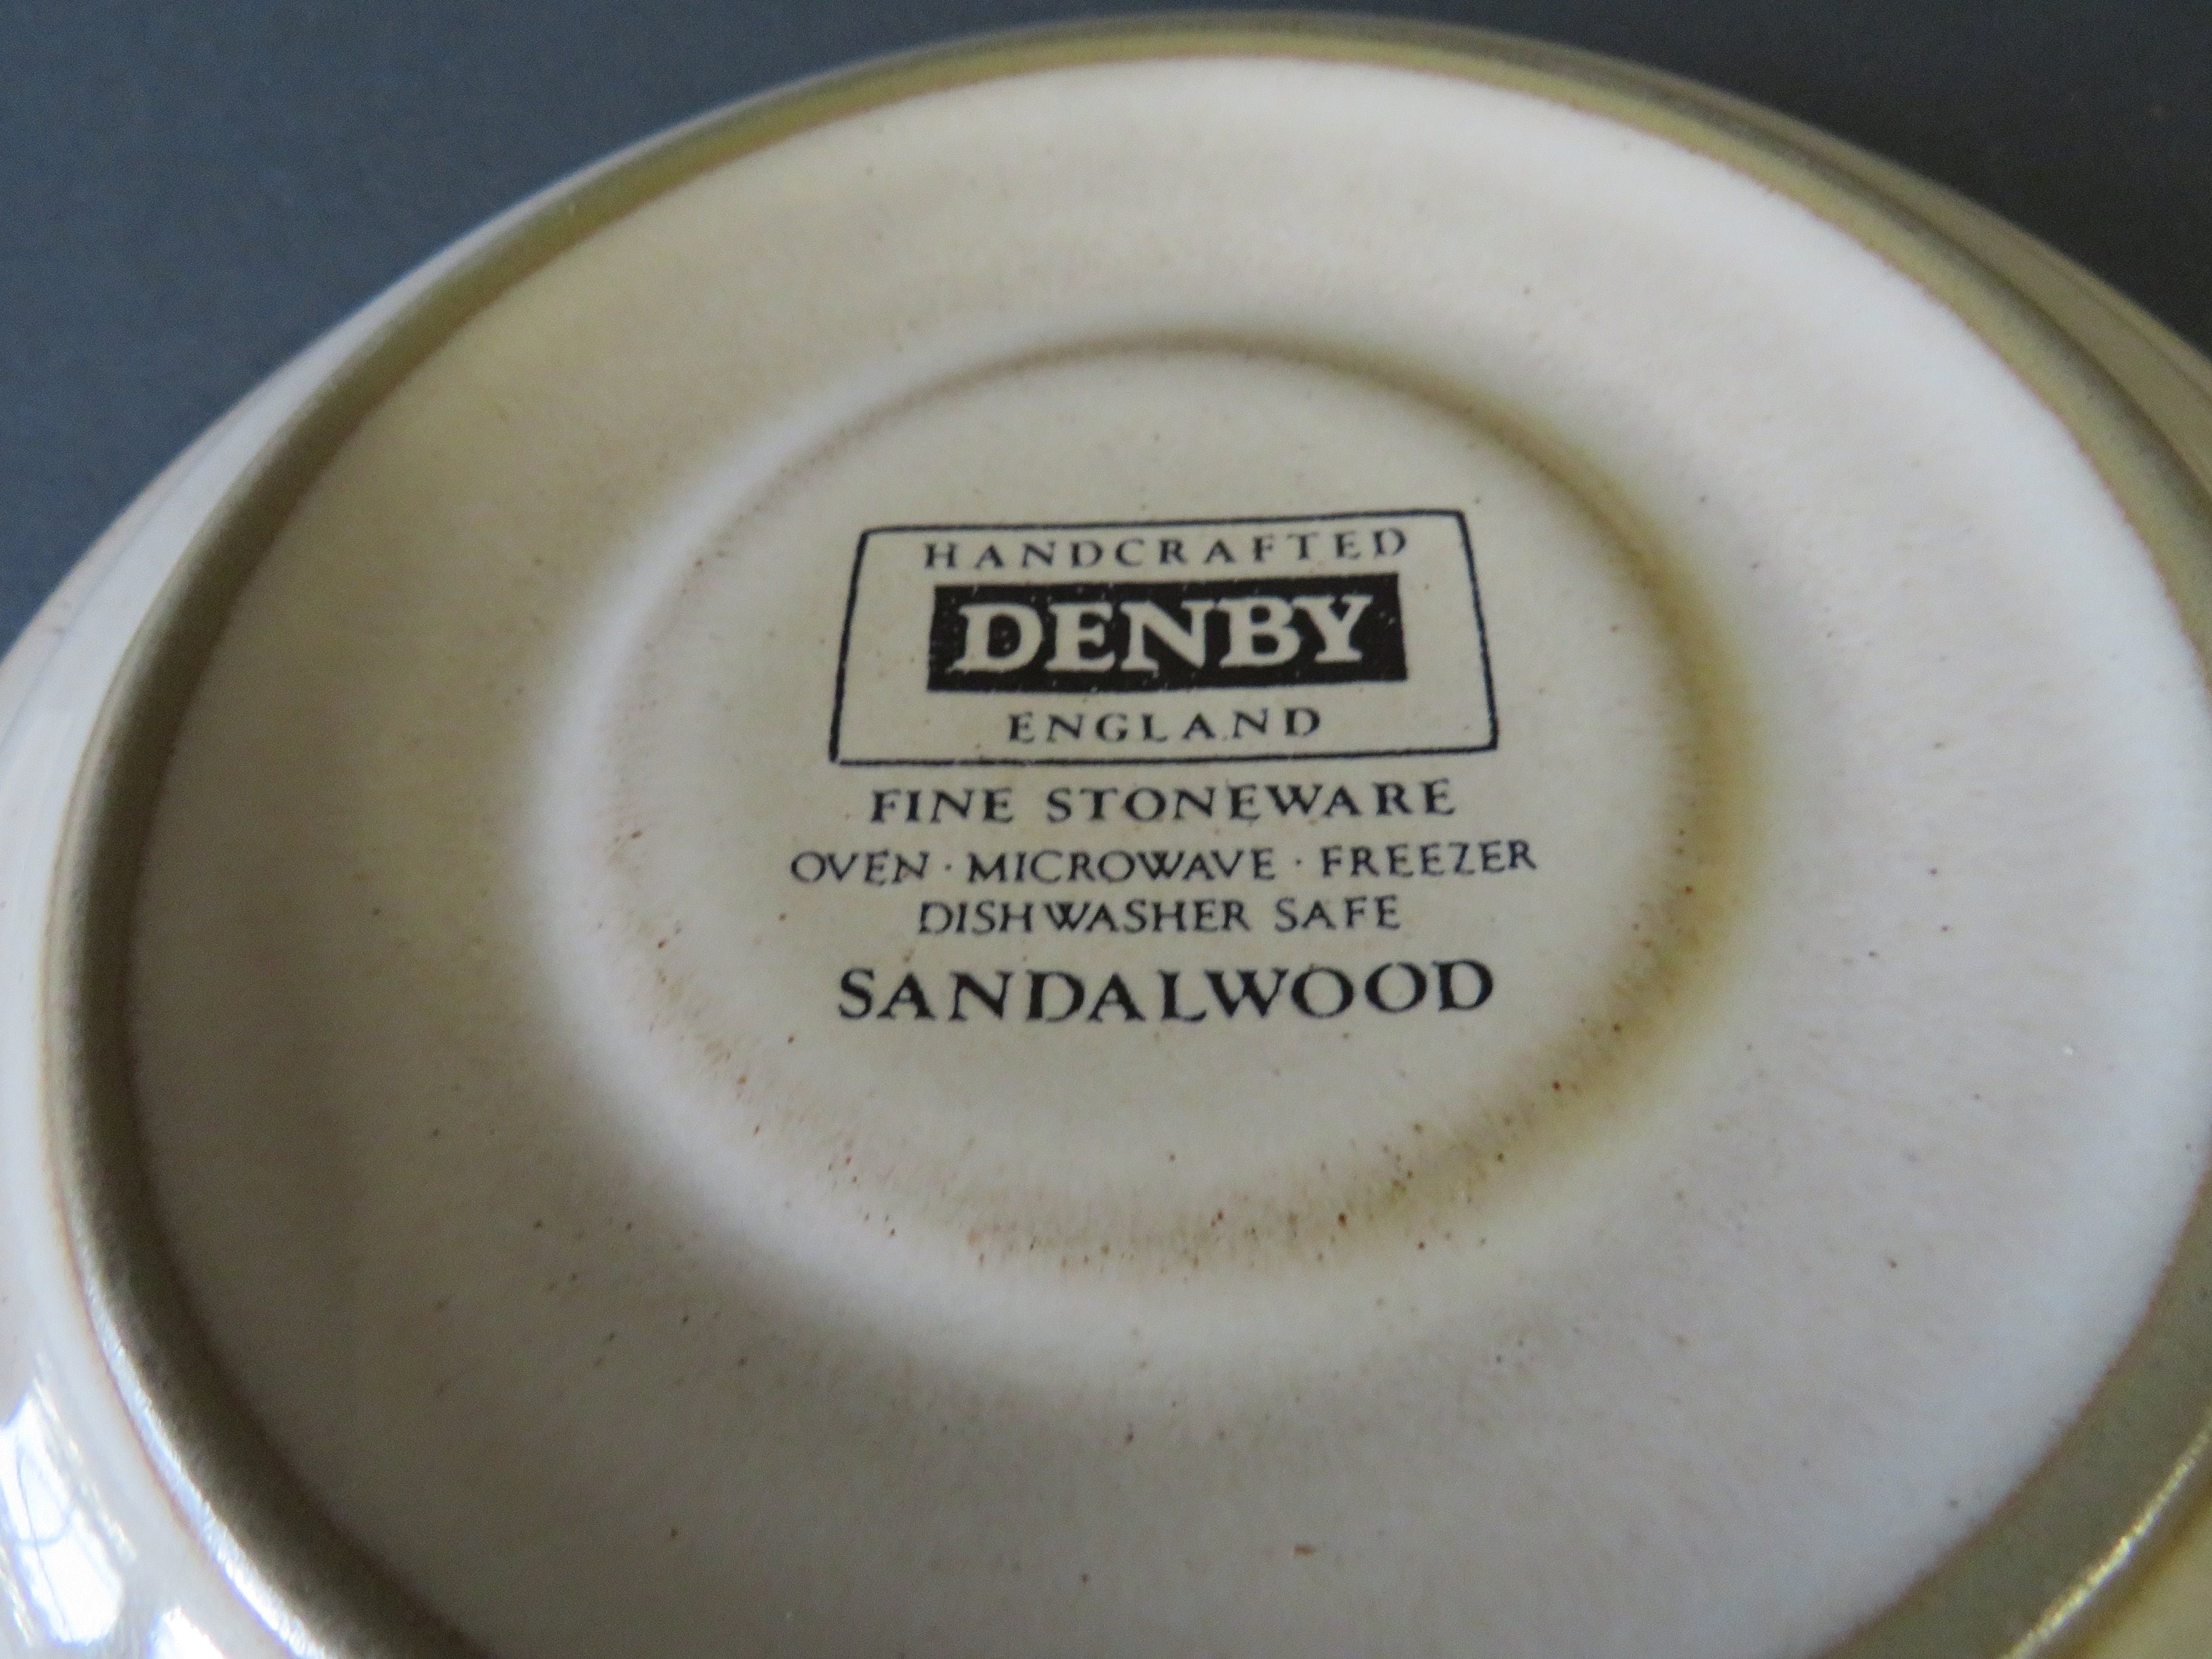 HANDCRAFTED
DENBY
ENGLAND
FINE STONEWARE
OVEN · MICROWAVE · FREEZER
DISHWASHER SAFE
SANDALWOOD